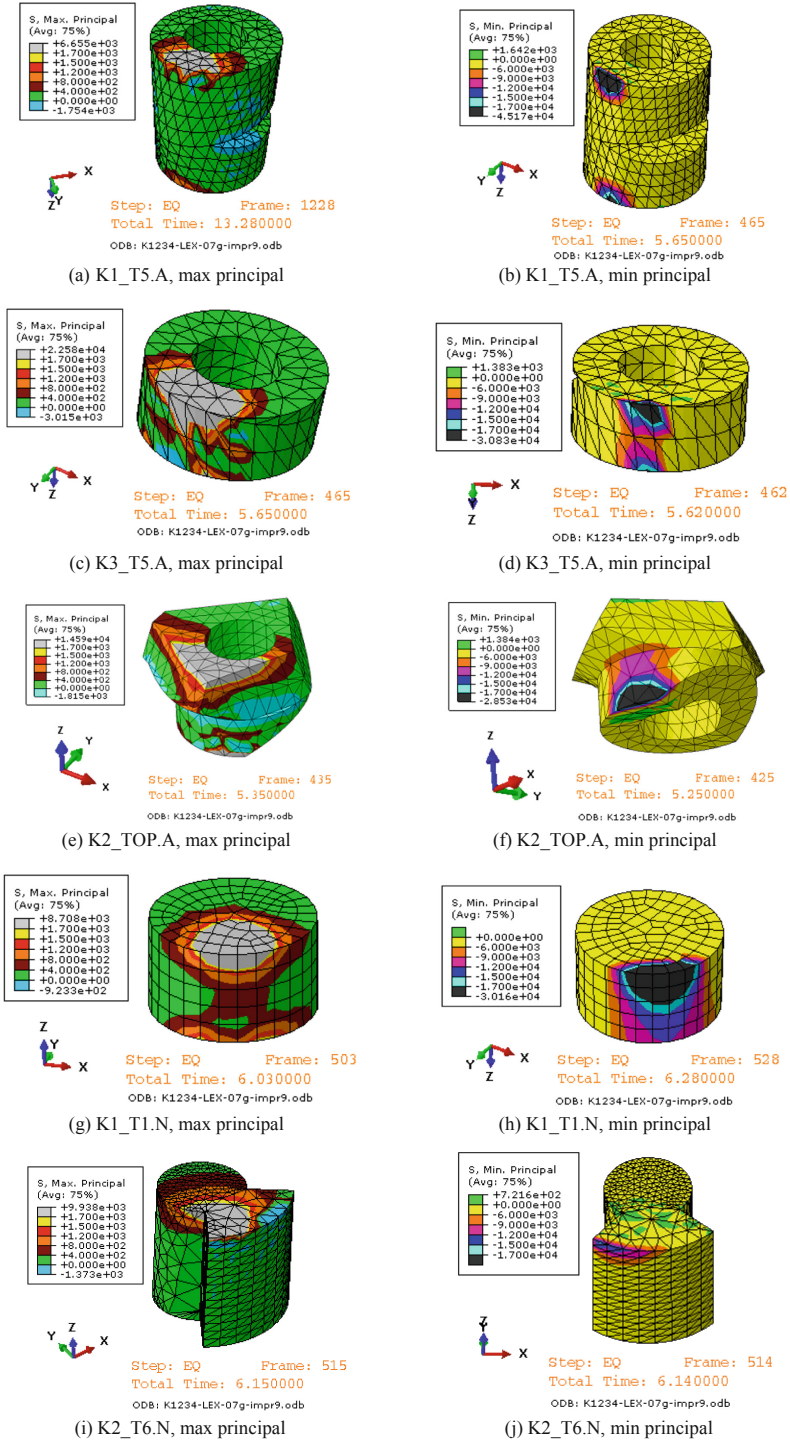 S, Max. Principal
(Avg: 75%)
+6.655e+03
+1.700e+03
+1.500e+03
+1.200e+03
+8.000e+02
+4.000e+02
+0.000e+00
-1.754e+03
X
Y
Z
Step: EQ Frame: 1228
Total Time: 13.280000
ODB: K1234-LEX-07g-impr9.odb
(a) K1_T5.A, max principal
S, Min. Principal
(Avg: 75%)
+1.642e+03
+0.000e+00
-6.000e+03
-9.000e+03
-1.200e+04
-1.500e+04
-1.700e+04
-4.517e+04
X
Y
Z
Step: EQ Frame: 465
Total Time: 5.650000
ODB: K1234-LEX-07g-impr9.odb
(b) K1_T5.A, min principal
S, Max. Principal
(Avg: 75%)
+2.258e+04
+1.700e+03
+1.500e+03
+1.200e+03
+8.000e+02
+4.000e+02
+0.000e+00
-3.015e+03
Y
X
Z
Step: EQ Frame: 465
Total Time: 5.650000
ODB: K1234-LEX-07g-impr9.odb
(c) K3_T5.A, max principal
S, Min. Principal
(Avg: 75%)
+1.383e+03
+0.000e+00
-6.000e+03
-9.000e+03
-1.200e+04
-1.500e+04
-1.700e+04
-3.083e+04
X
Z
Step: EQ Frame: 462
Total Time: 5.620000
ODB: K1234-LEX-07g-impr9.odb
(d) K3_T5.A, min principal
S, Max. Principal
(Avg: 75%)
+1.459e+04
+1.700e+03
+1.500e+03
+1.200e+03
+8.000e+02
+4.000e+02
+0.000e+00
-1.815e+03
Z
Y
X
Step: EQ Frame: 435
Total Time: 5.350000
ODB: K1234-LEX-07g-impr9.odb
(e) K2_TOP.A, max principal
S, Min. Principal
(Avg: 75%)
+1.384e+03
+0.000e+00
-6.000e+03
-9.000e+03
-1.200e+04
-1.500e+04
-1.700e+04
-2.853e+04
Z
X
Y
Step: EQ Frame: 425
Total Time: 5.250000
ODB: K1234-LEX-07g-impr9.odb
(f) K2_TOP.A, min principal
S, Max. Principal
(Avg: 75%)
+8.708e+03
+1.700e+03
+1.500e+03
+1.200e+03
+8.000e+02
+4.000e+02
+0.000e+00
-9.233e+02
Z
Y
X
Step: EQ Frame: 503
Total Time: 6.030000
ODB: K1234-LEX-07g-impr9.odb
(g) K1_T1.N, max principal
S, Min. Principal
(Avg: 75%)
+0.000e+00
-6.000e+03
-9.000e+03
-1.200e+04
-1.500e+04
-1.700e+04
-3.016e+04
Y
X
Z
Step: EQ Frame: 528
Total Time: 6.280000
ODB: K1234-LEX-07g-impr9.odb
(h) K1_T1.N, min principal
S, Max. Principal
(Avg: 75%)
+9.938e+03
+1.700e+03
+1.500e+03
+1.200e+03
+8.000e+02
+4.000e+02
+0.000e+00
-1.373e+03
Z
Y
X
Step: EQ Frame: 515
Total Time: 6.150000
ODB: K1234-LEX-07g-impr9.odb
(i) K2_T6.N, max principal
S, Min. Principal
(Avg: 75%)
+7.216e+02
+0.000e+00
-6.000e+03
-9.000e+03
-1.200e+04
-1.500e+04
-1.700e+04
Z
Y
X
Step: EQ Frame: 514
Total Time: 6.140000
ODB: K1234-LEX-07g-impr9.odb
(j) K2_T6.N, min principal